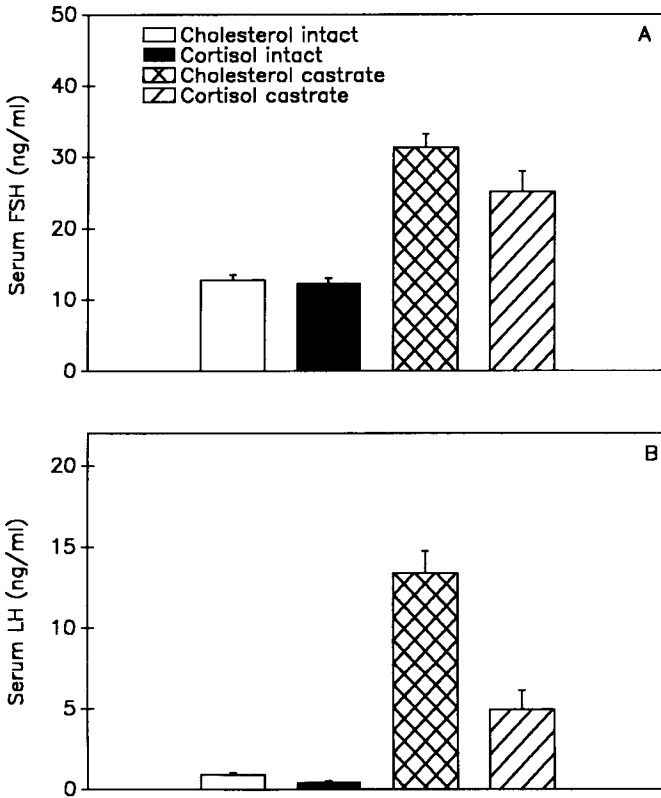 50
A
Cholesterol intact
Cortisol intact
Cholesterol castrate
Cortisol castrate
40
30
20
10
0
Serum FSH (ng/ml)
B
20
15
10
5
0
Serum LH (ng/ml)